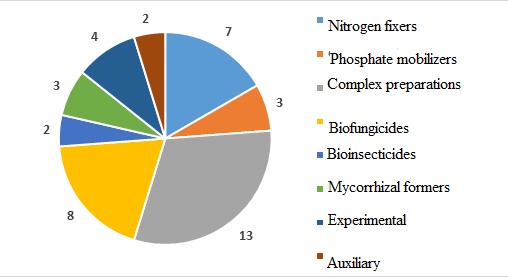 2
7
4
3
3
2
8
13
Nitrogen fixers
Phosphate mobilizers
Complex preparations
Biofungicides
Bioinsecticides
Mycorrhizal formers
Experimental
Auxiliary